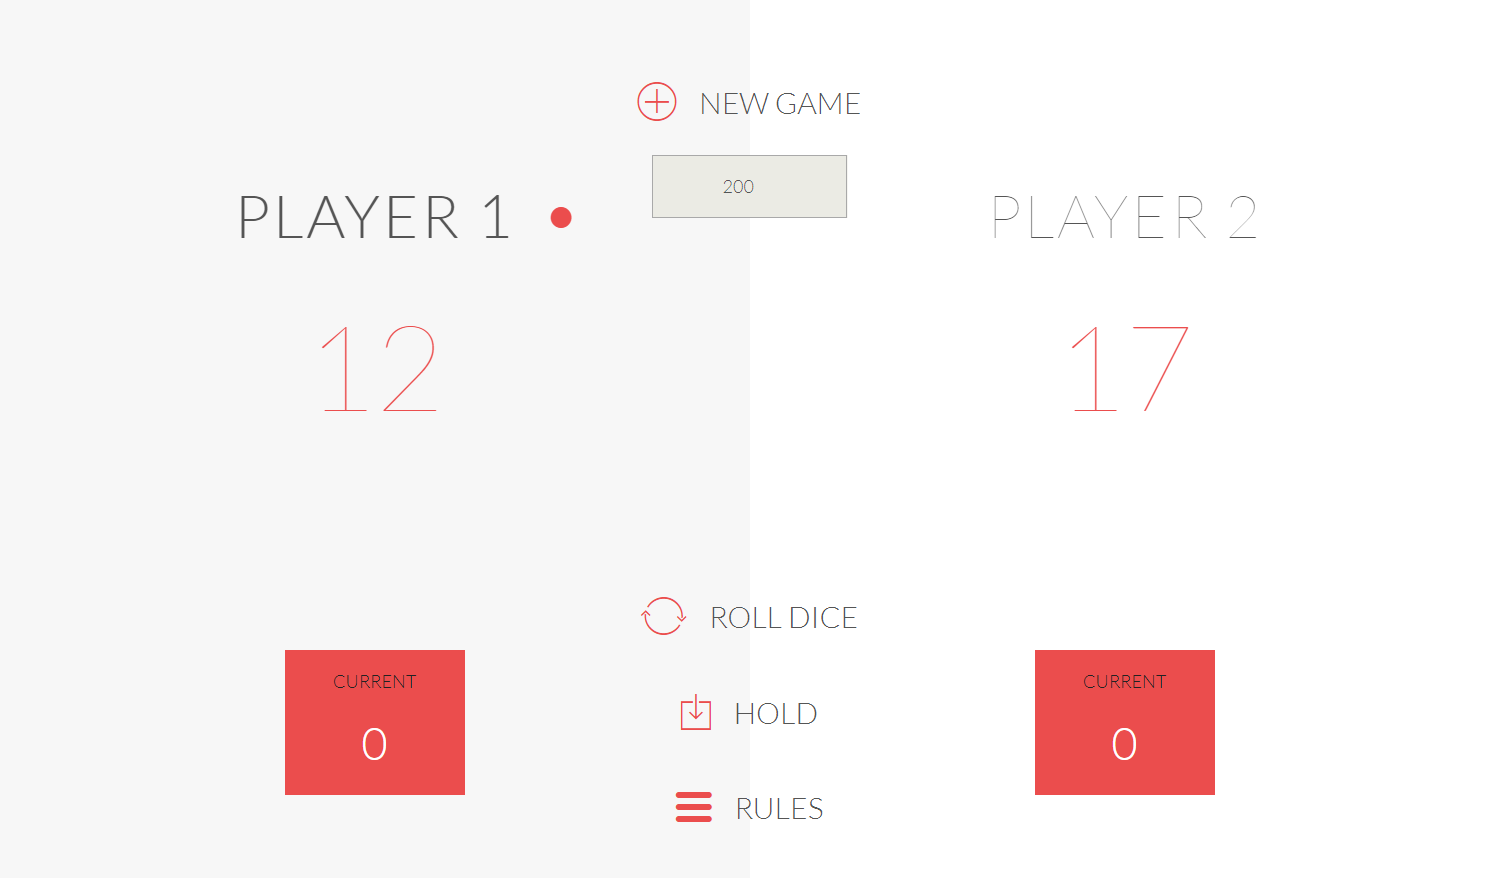 NEW GAME
200
PLAYER 1
PLAYER 2
12
17
ROLL DICE
CURRENT
0
CURRENT
0
HOLD
RULES